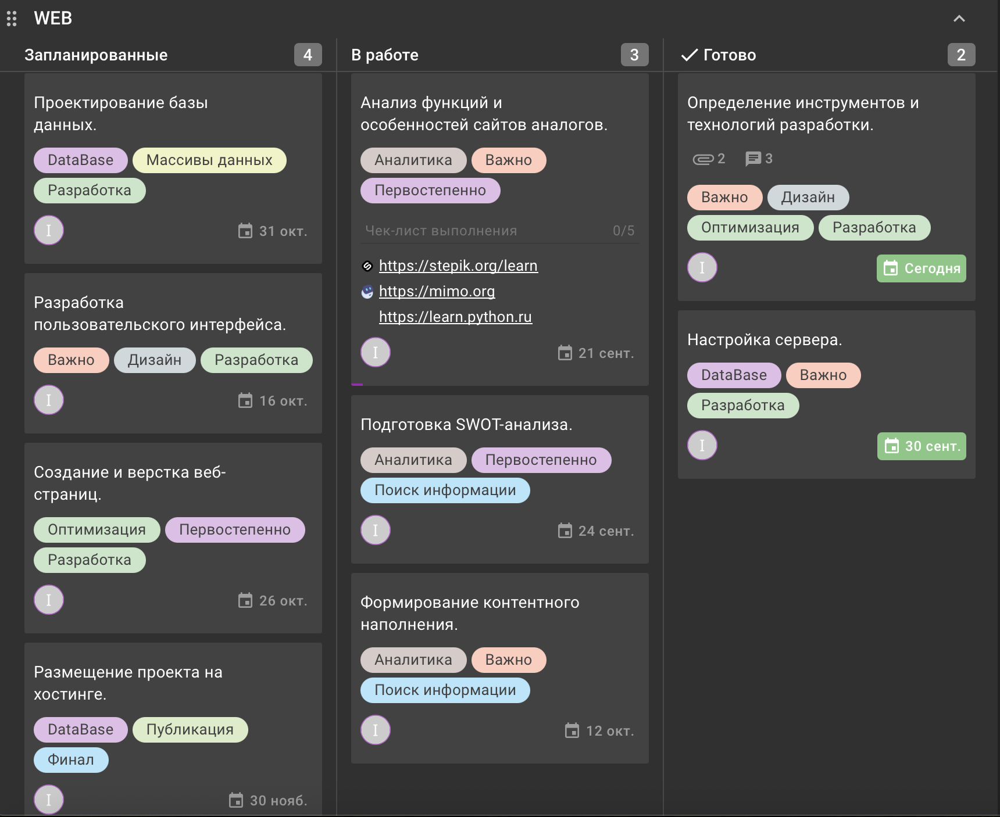 WEB
Запланированные 4
Проектирование базы
данных.
DataBase Массивы данных
Разработка
I 31 окт.
Разработка
пользовательского интерфейса.
Важно Дизайн Разработка
I 16 окт.
Создание и верстка веб-
страниц.
Оптимизация Первостепенно
Разработка
I 26 окт.
Размещение проекта на
хостинге.
DataBase Публикация
Финал
I 30 нояб.
В работе 3
Анализ функций и
особенностей сайтов аналогов.
Аналитика Важно
Первостепенно
Чек-лист выполнения 0/5
https://stepik.org/learn
https://mimo.org
https://learn.python.ru
I 21 сент.
Подготовка SWOT-анализа.
Аналитика Первостепенно
Поиск информации
I 24 сент.
Формирование контентного
наполнения.
Аналитика Важно
Поиск информации
I 12 окт.
Готово 2
Определение инструментов и
технологий разработки.
2 3
Важно Дизайн
Оптимизация Разработка
I Сегодня
Настройка сервера.
DataBase Важно
Разработка
I 30 сент.